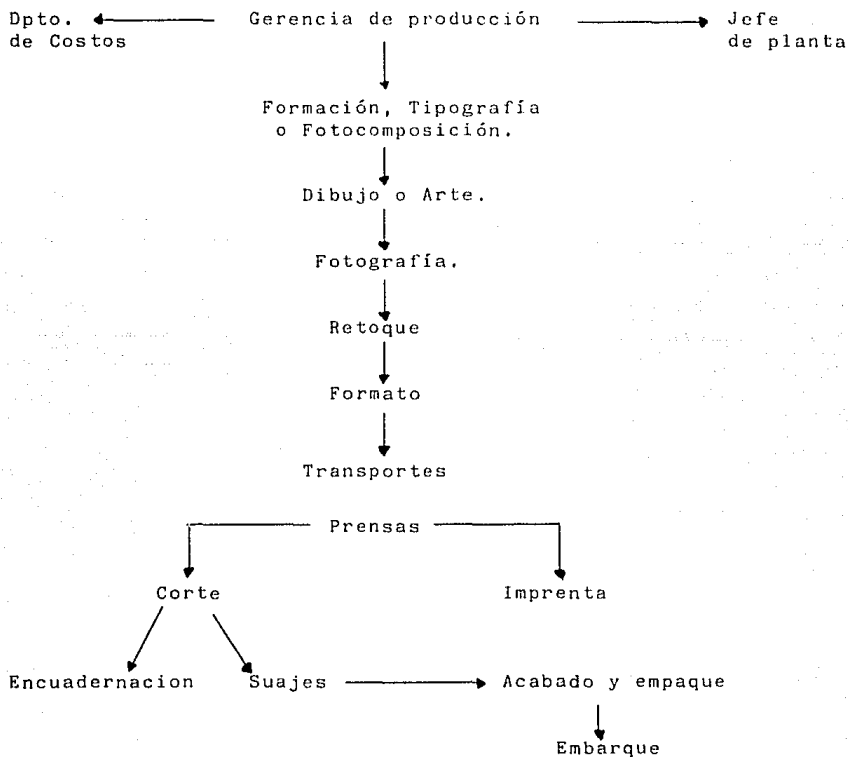 Dpto.
de Costos
Gerencia de producción
Jefe
de planta
Formación, Tipografía
o Fotocomposición.
Dibujo o Arte.
Fotografía.
Retoque
Formato
Transportes
Prensas
Corte
Imprenta
Encuadernacion
Suajes
Acabado y empaque
Embarque